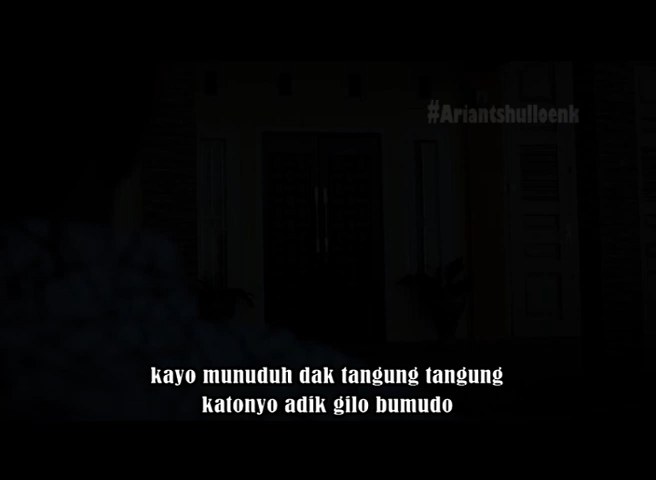 #Ariantshulloenk
kayo munuduh dak tangung tangung
katonyo adik gilo bumudo